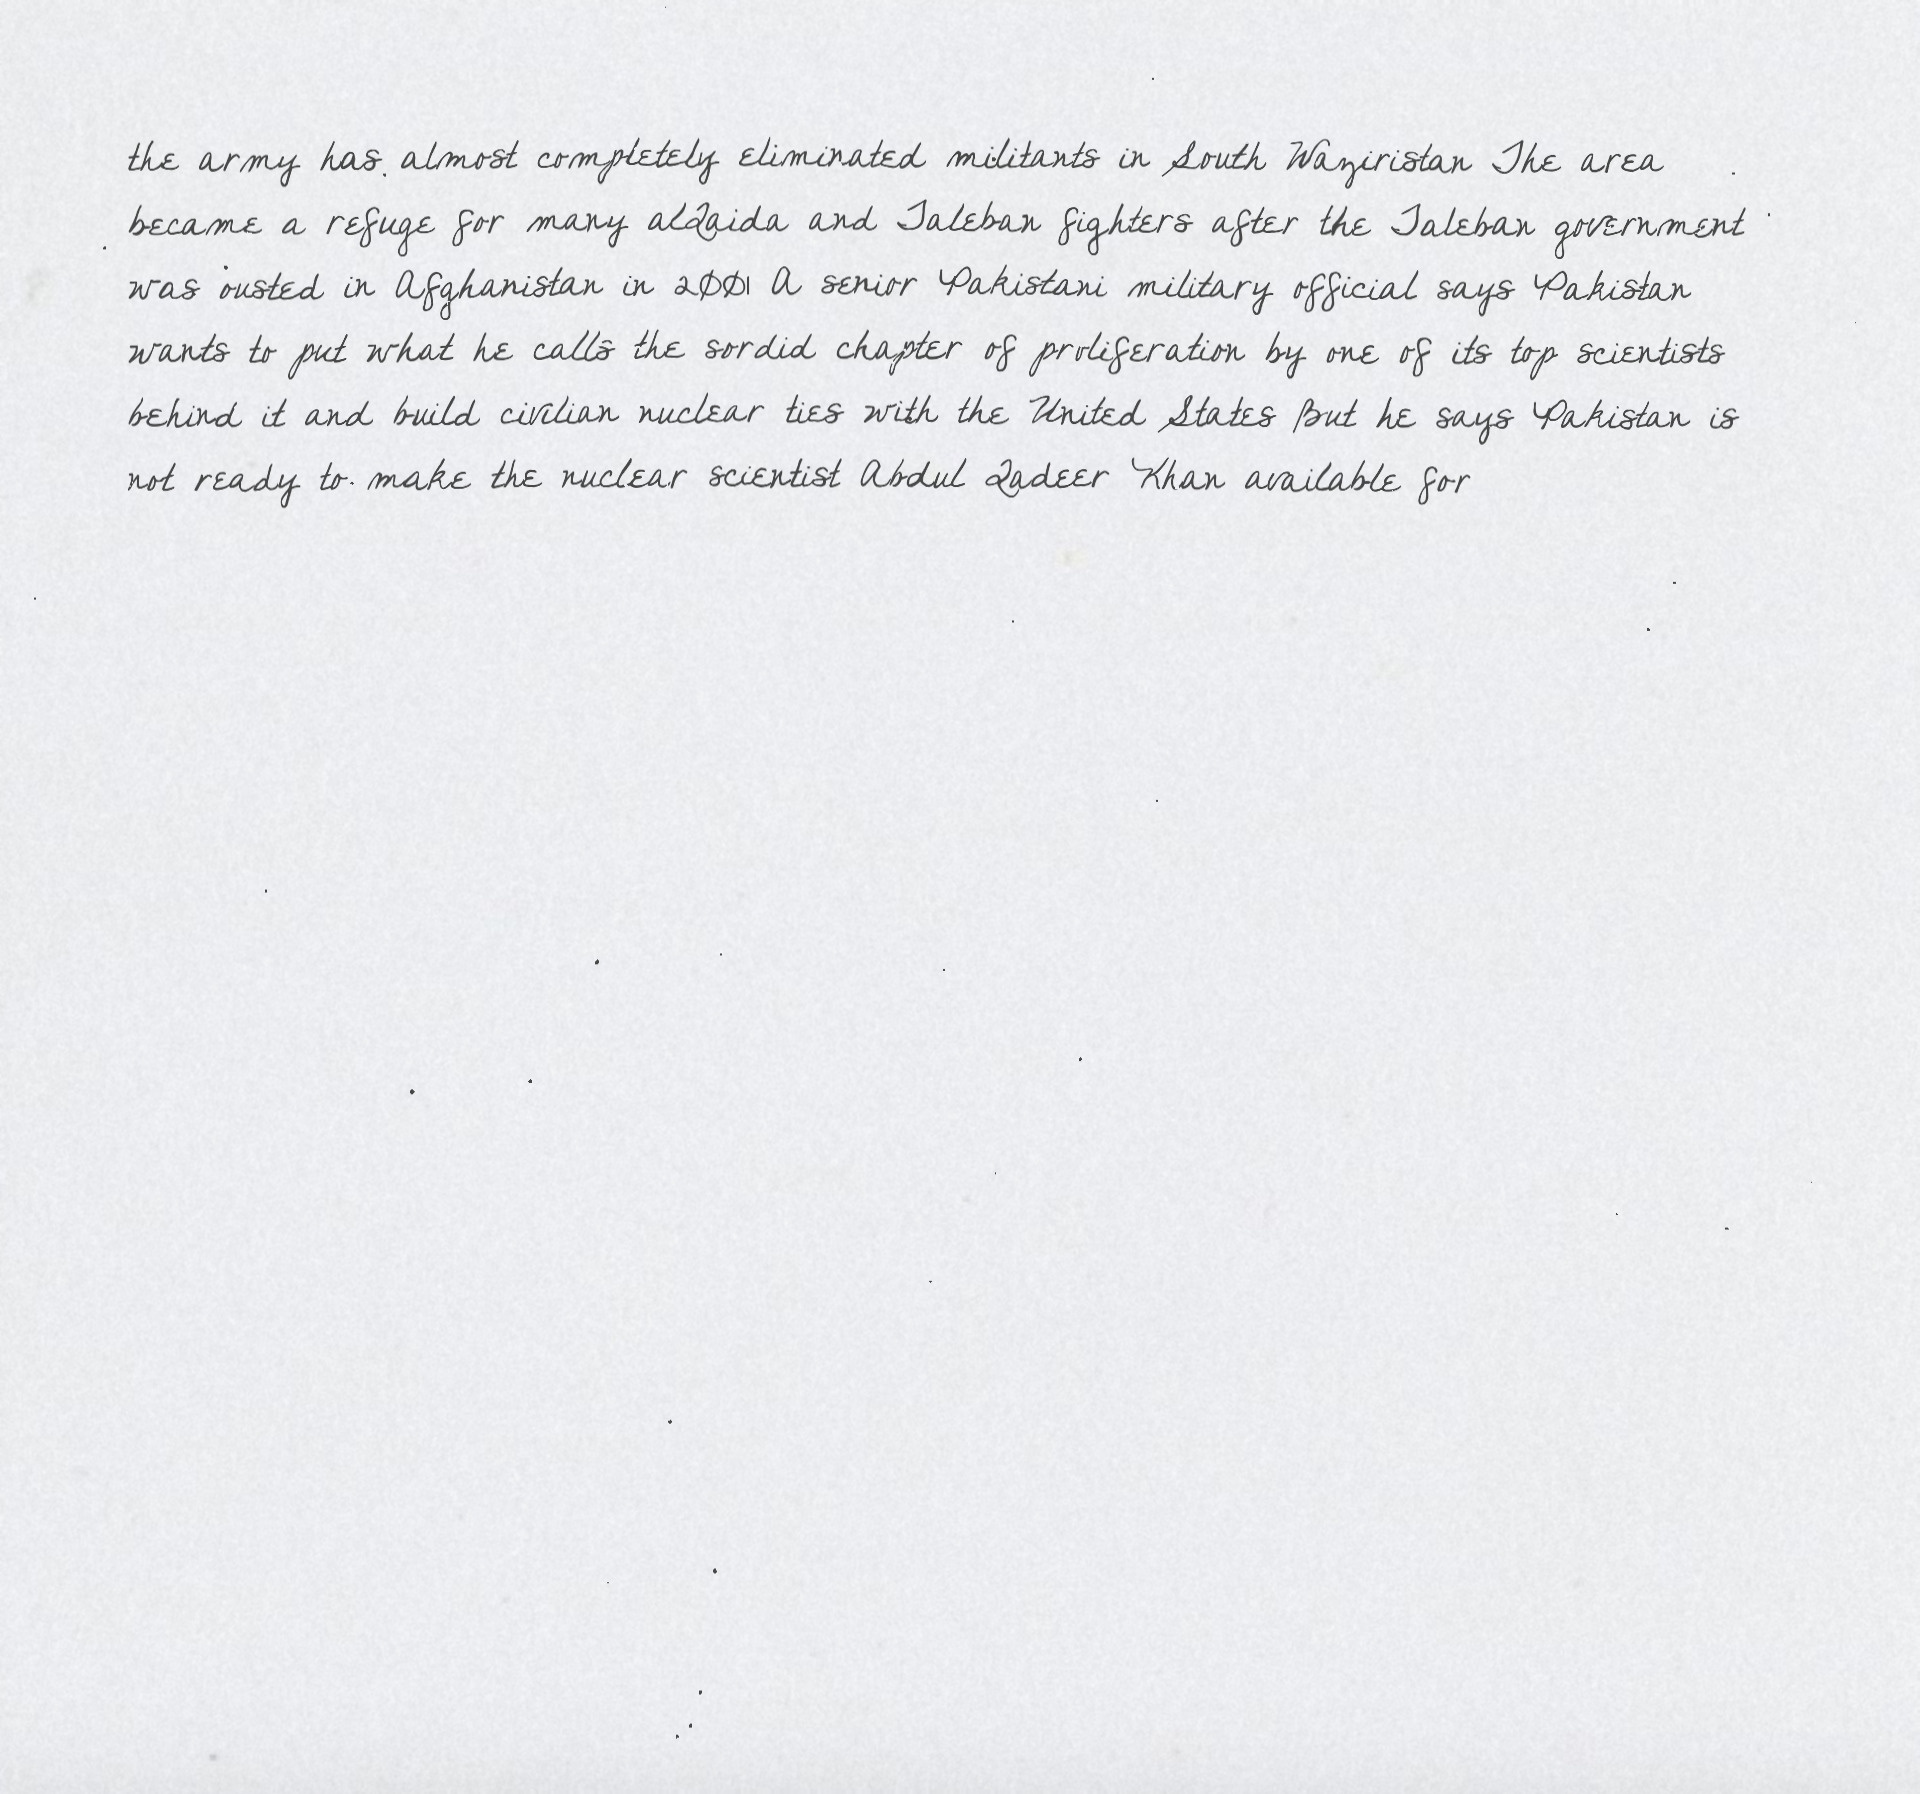 the army has almost completely eliminated militants in South Waziristan The area
became a refuge for many alQaida and Taleban fighters after the Taleban government
was ousted in Afghanistan in 2001 A senior Pakistani military official says Pakistan
wants to put what he calls the sordid chapter of proliferation by one of its top scientists
behind it and build civilian nuclear ties with the United States But he says Pakistan is
not ready to make the nuclear scientist Abdul Qadeer Khan available for